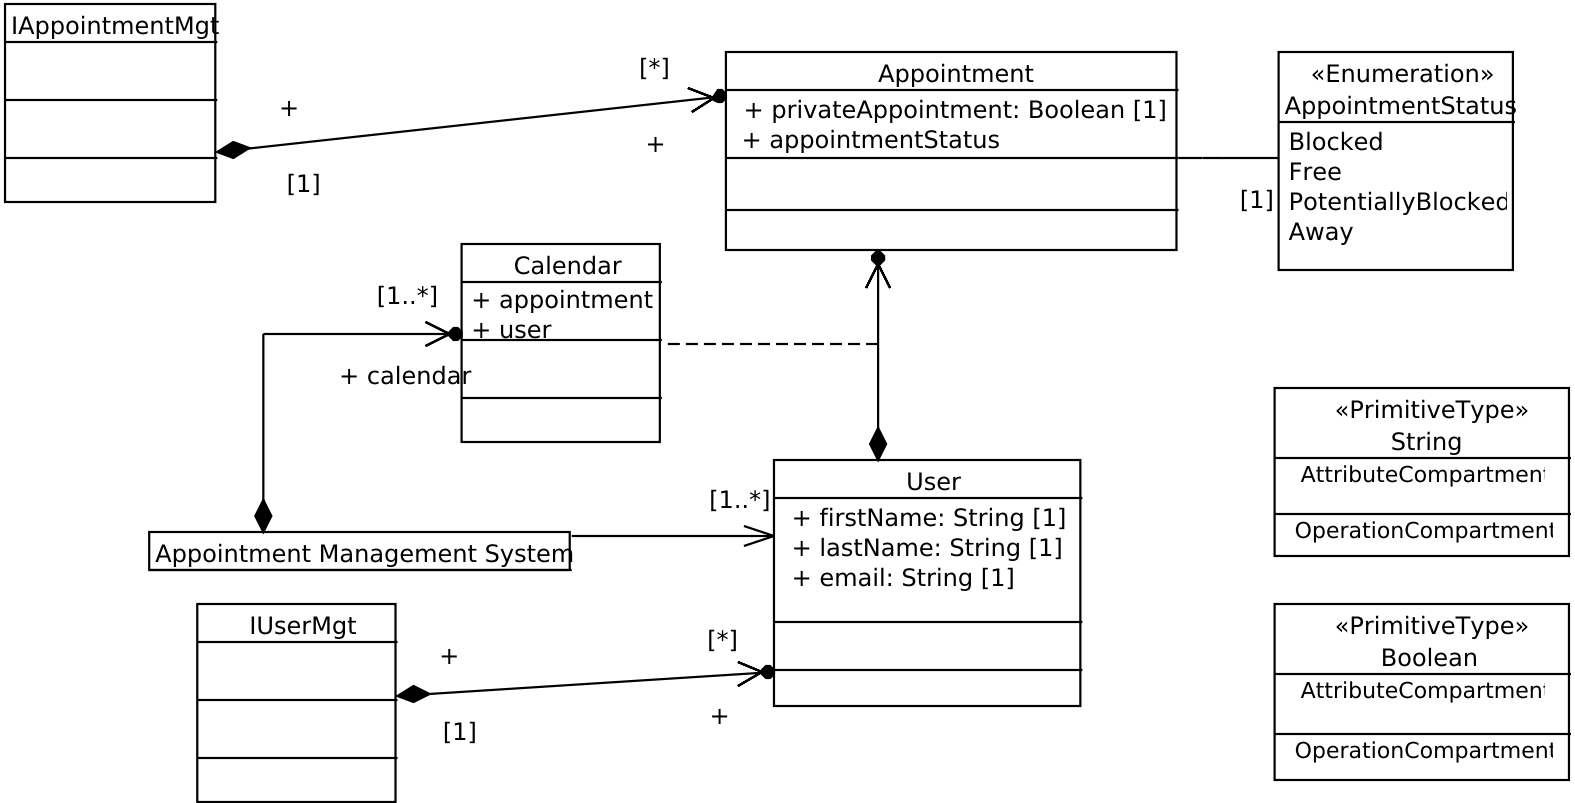 IAppointmentMgt
+
[1]
[*]
+
Appointment
+ privateAppointment: Boolean [1]
+ appointmentStatus
«Enumeration»
AppointmentStatus
Blocked
Free
PotentiallyBlocked
Away
[1]
Calendar
+ appointment
+ user
[1..*]
+ calendar
Appointment Management System
[1..*]
User
+ firstName: String [1]
+ lastName: String [1]
+ email: String [1]
IUserMgt
+
[1]
[*]
+
«PrimitiveType»
String
AttributeCompartment
OperationCompartment
«PrimitiveType»
Boolean
AttributeCompartment
OperationCompartment